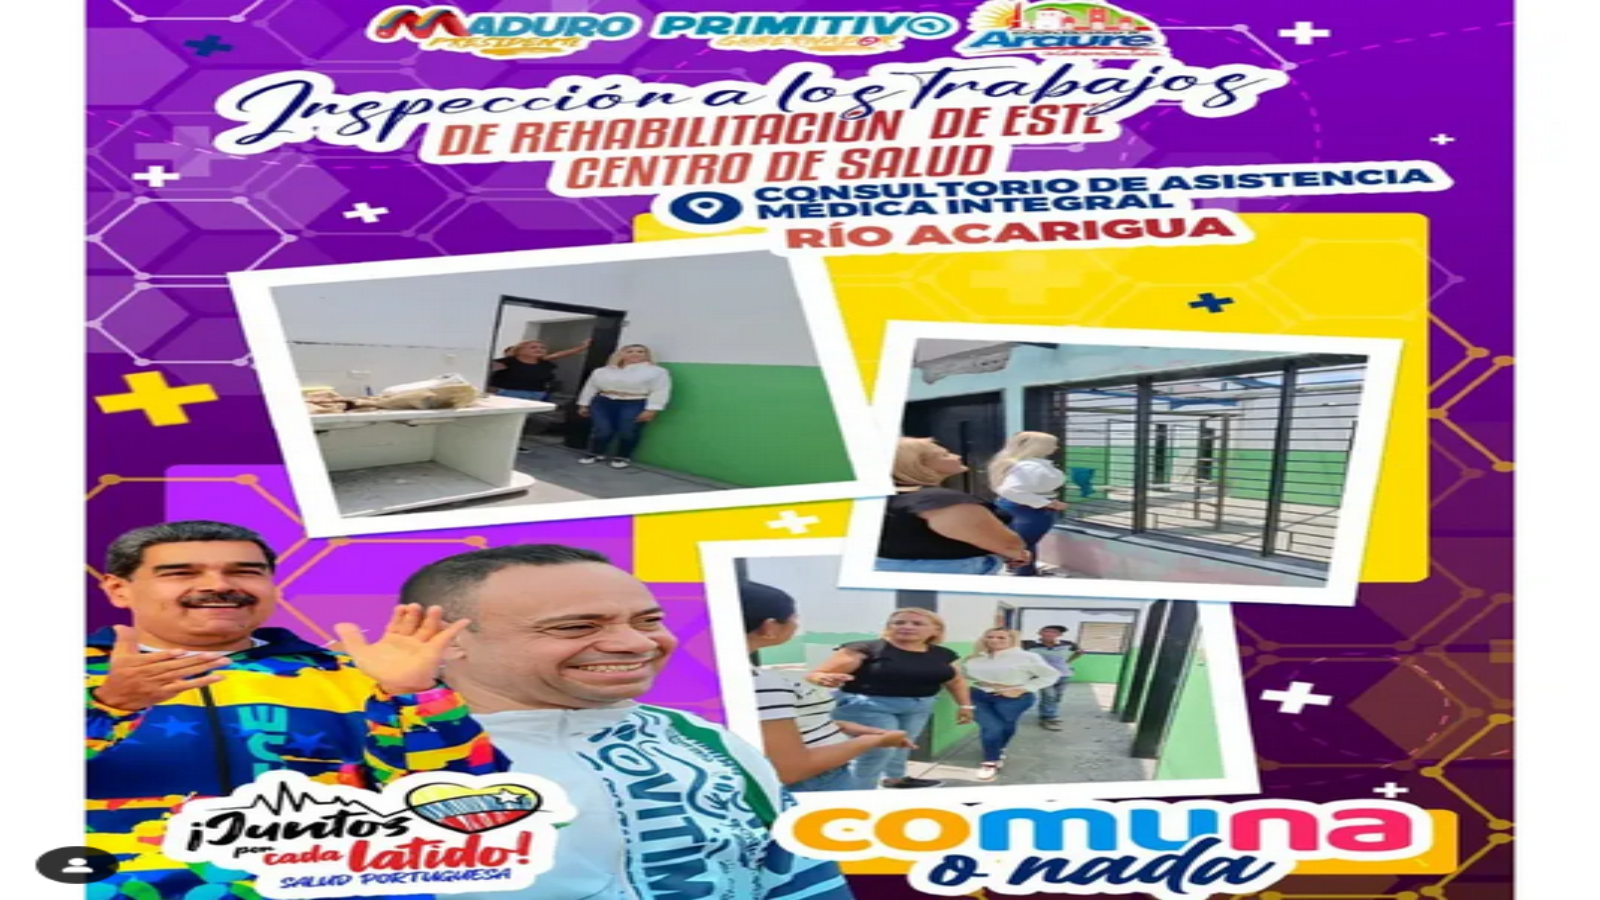 MADURO PRIMITIVO Araure
PRESIDENTE GOBERNADOR
Inspección a los Trabajos
DE REHABILITACIÓN DE ESTE
CENTRO DE SALUD
CONSULTORIO DE ASISTENCIA
MÉDICA INTEGRAL
RÍO ACARIGUA
¡Juntos
por cada latido!
SALUD PORTUGUESA
comuna
o nada